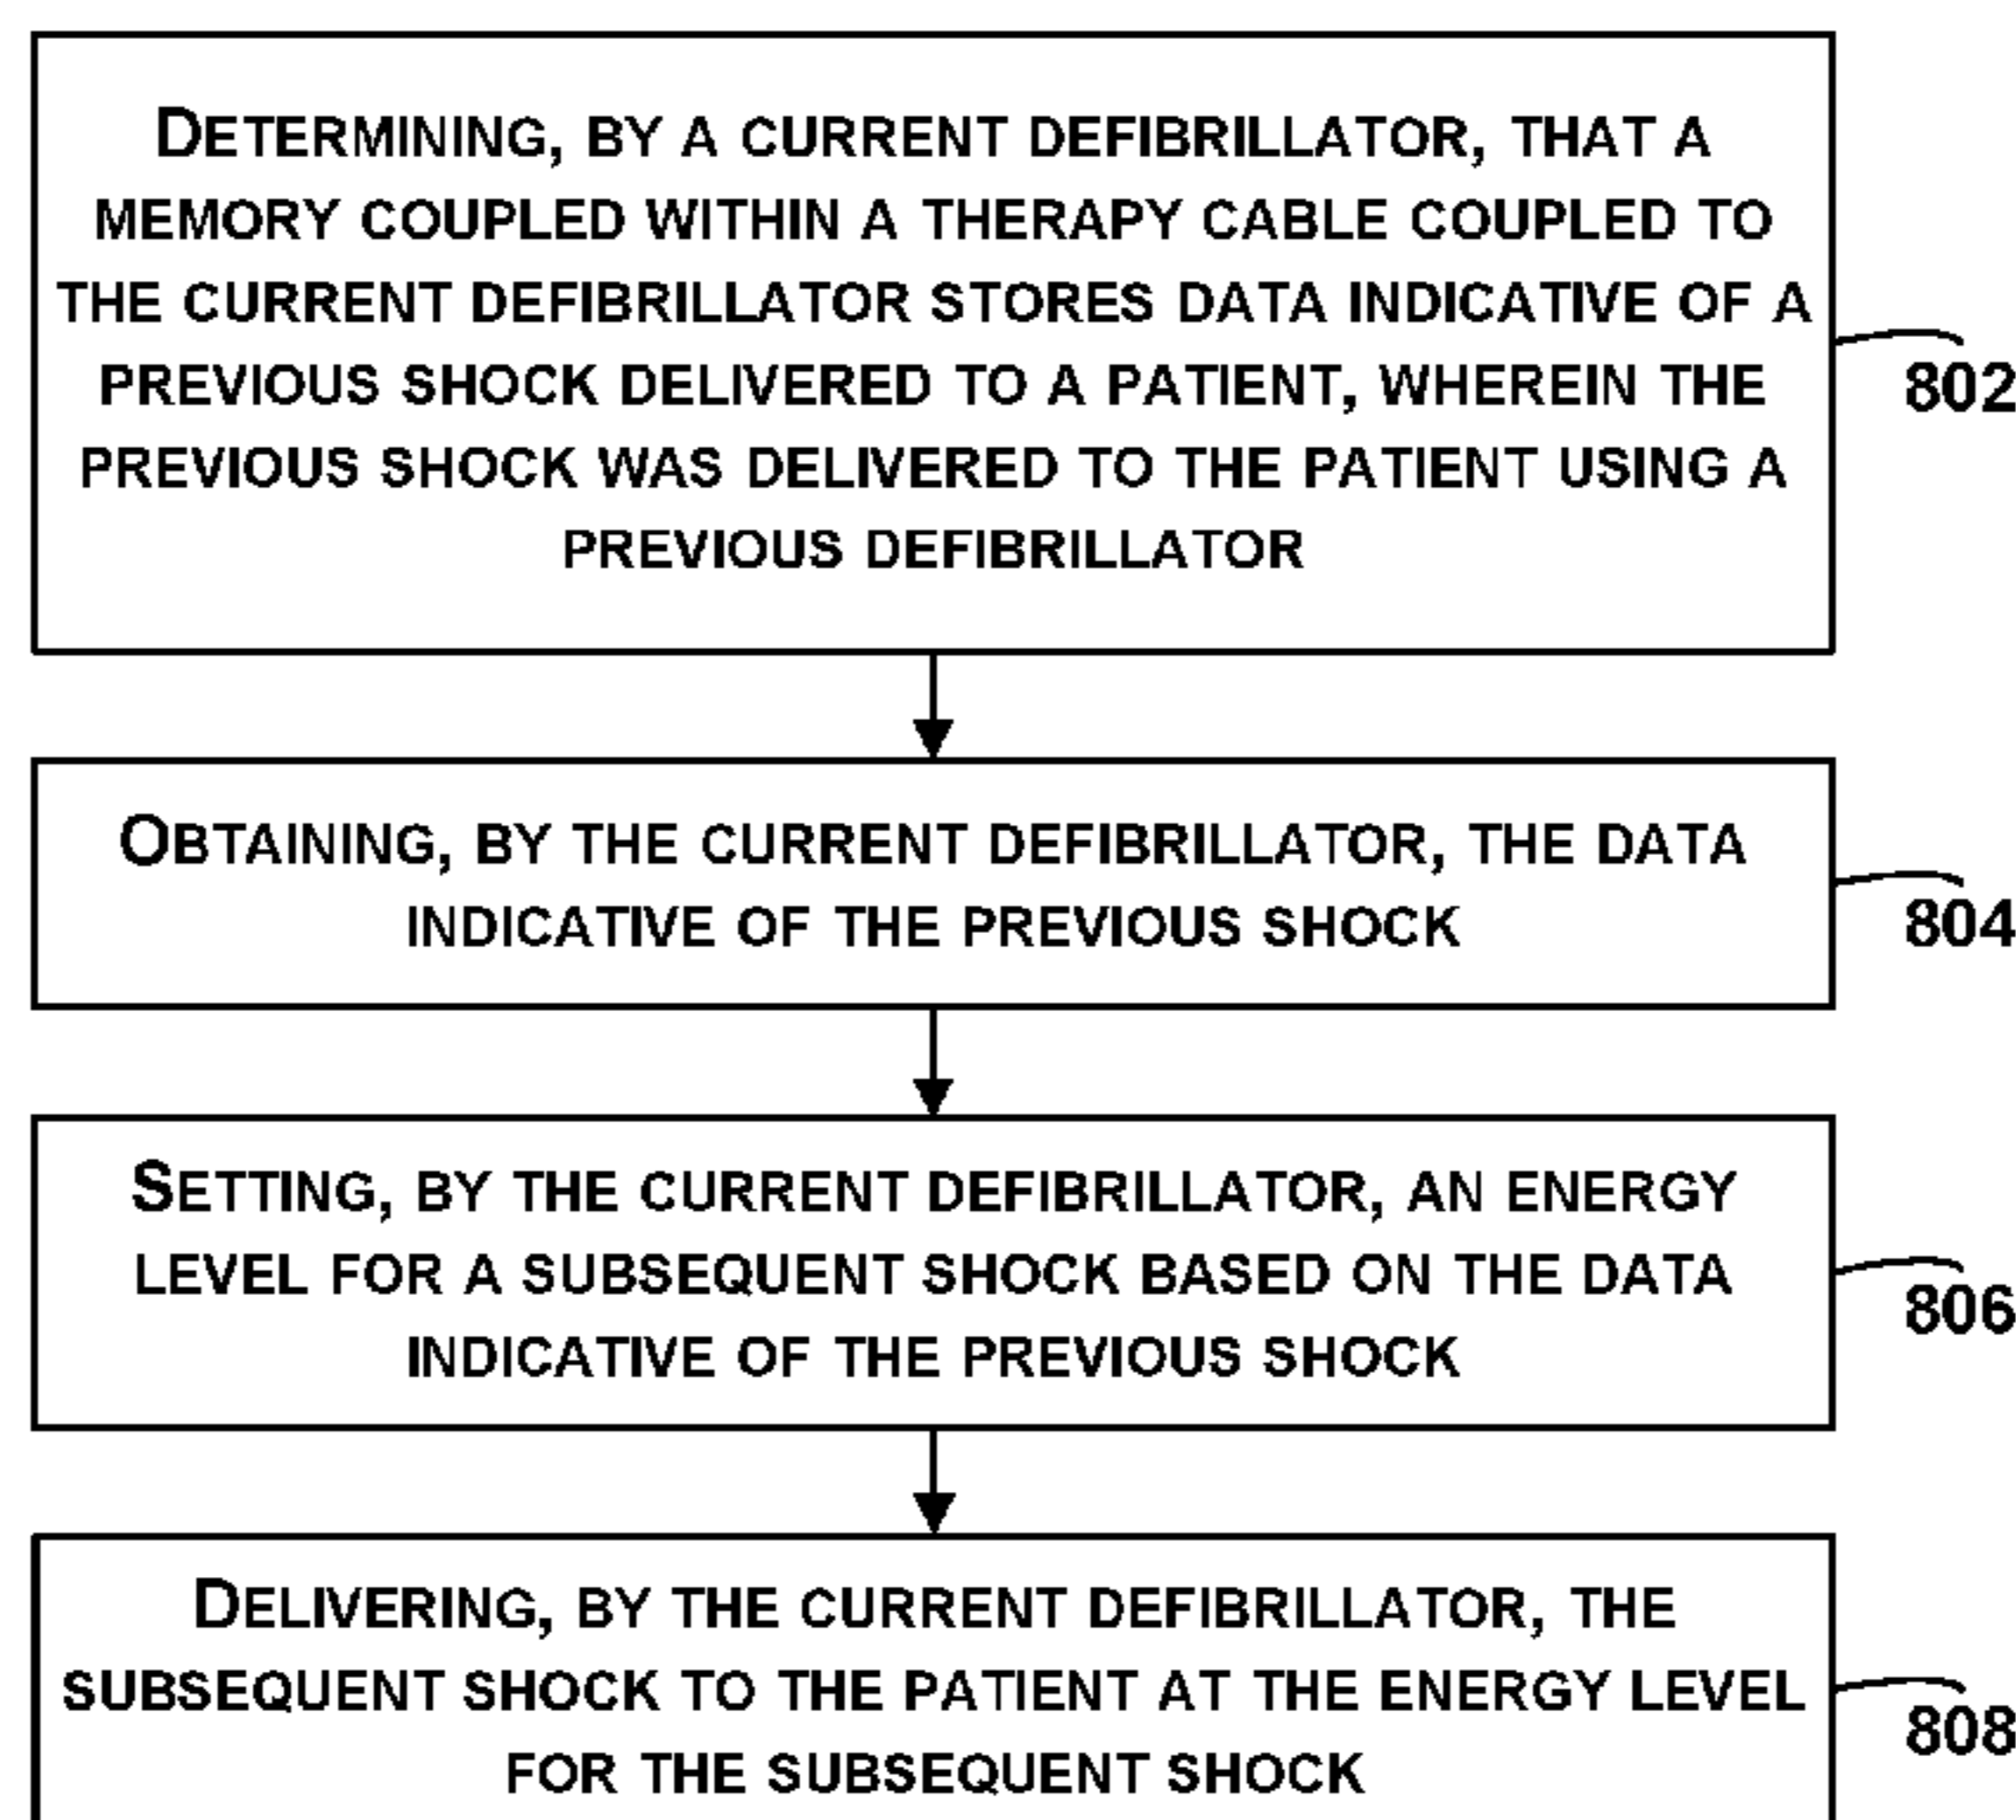 DETERMINING, BY A CURRENT DEFIBRILLATOR, THAT A
MEMORY COUPLED WITHIN A THERAPY CABLE COUPLED TO
THE CURRENT DEFIBRILLATOR STORES DATA INDICATIVE OF A
PREVIOUS SHOCK DELIVERED TO A PATIENT, WHEREIN THE
PREVIOUS SHOCK WAS DELIVERED TO THE PATIENT USING A
PREVIOUS DEFIBRILLATOR
802
OBTAINING, BY THE CURRENT DEFIBRILLATOR, THE DATA
INDICATIVE OF THE PREVIOUS SHOCK
804
SETTING, BY THE CURRENT DEFIBRILLATOR, AN ENERGY
LEVEL FOR A SUBSEQUENT SHOCK BASED ON THE DATA
INDICATIVE OF THE PREVIOUS SHOCK
806
DELIVERING, BY THE CURRENT DEFIBRILLATOR, THE
SUBSEQUENT SHOCK TO THE PATIENT AT THE ENERGY LEVEL
FOR THE SUBSEQUENT SHOCK
808